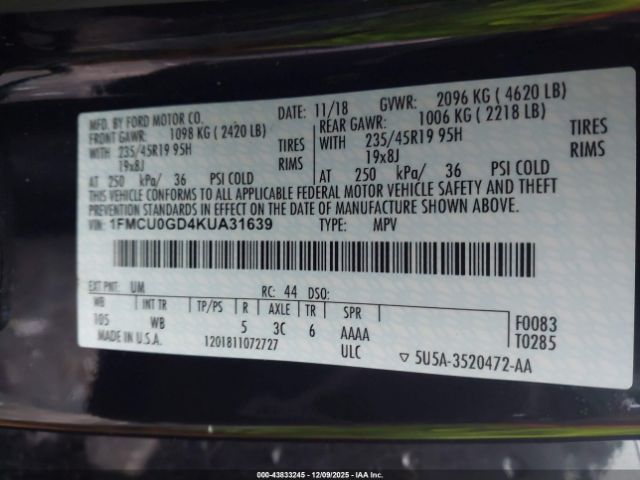 MFD. BY FORD MOTOR CO.
DATE: 11/18 GVWR: 2096 KG ( 4620 LB)
FRONT GAWR: 1098 KG ( 2420 LB)
REAR GAWR: 1006 KG ( 2218 LB)
WITH 235/45R19 95H TIRES
WITH 235/45R19 95H TIRES
19x8J RIMS
19x8J RIMS
AT 250 kPa/ 36 PSI COLD
AT 250 kPa/ 36 PSI COLD
THIS VEHICLE CONFORMS TO ALL APPLICABLE FEDERAL MOTOR VEHICLE SAFETY AND THEFT
PREVENTION STANDARDS IN EFFECT ON THE DATE OF MANUFACTURE SHOWN ABOVE.
VIN: 1FMCU0GD4KUA31639 TYPE: MPV
EXT PNT: UM RC: 44 DSO:
WB INT TR TP/PS R AXLE TR SPR
105 WB 5 3C 6 AAAA
F0083
T0285
MADE IN U.S.A. 1201811072727 ULC ▽ 5U5A-3520472-AA
000-43833245 - 12/09/2025 - IAA Inc.